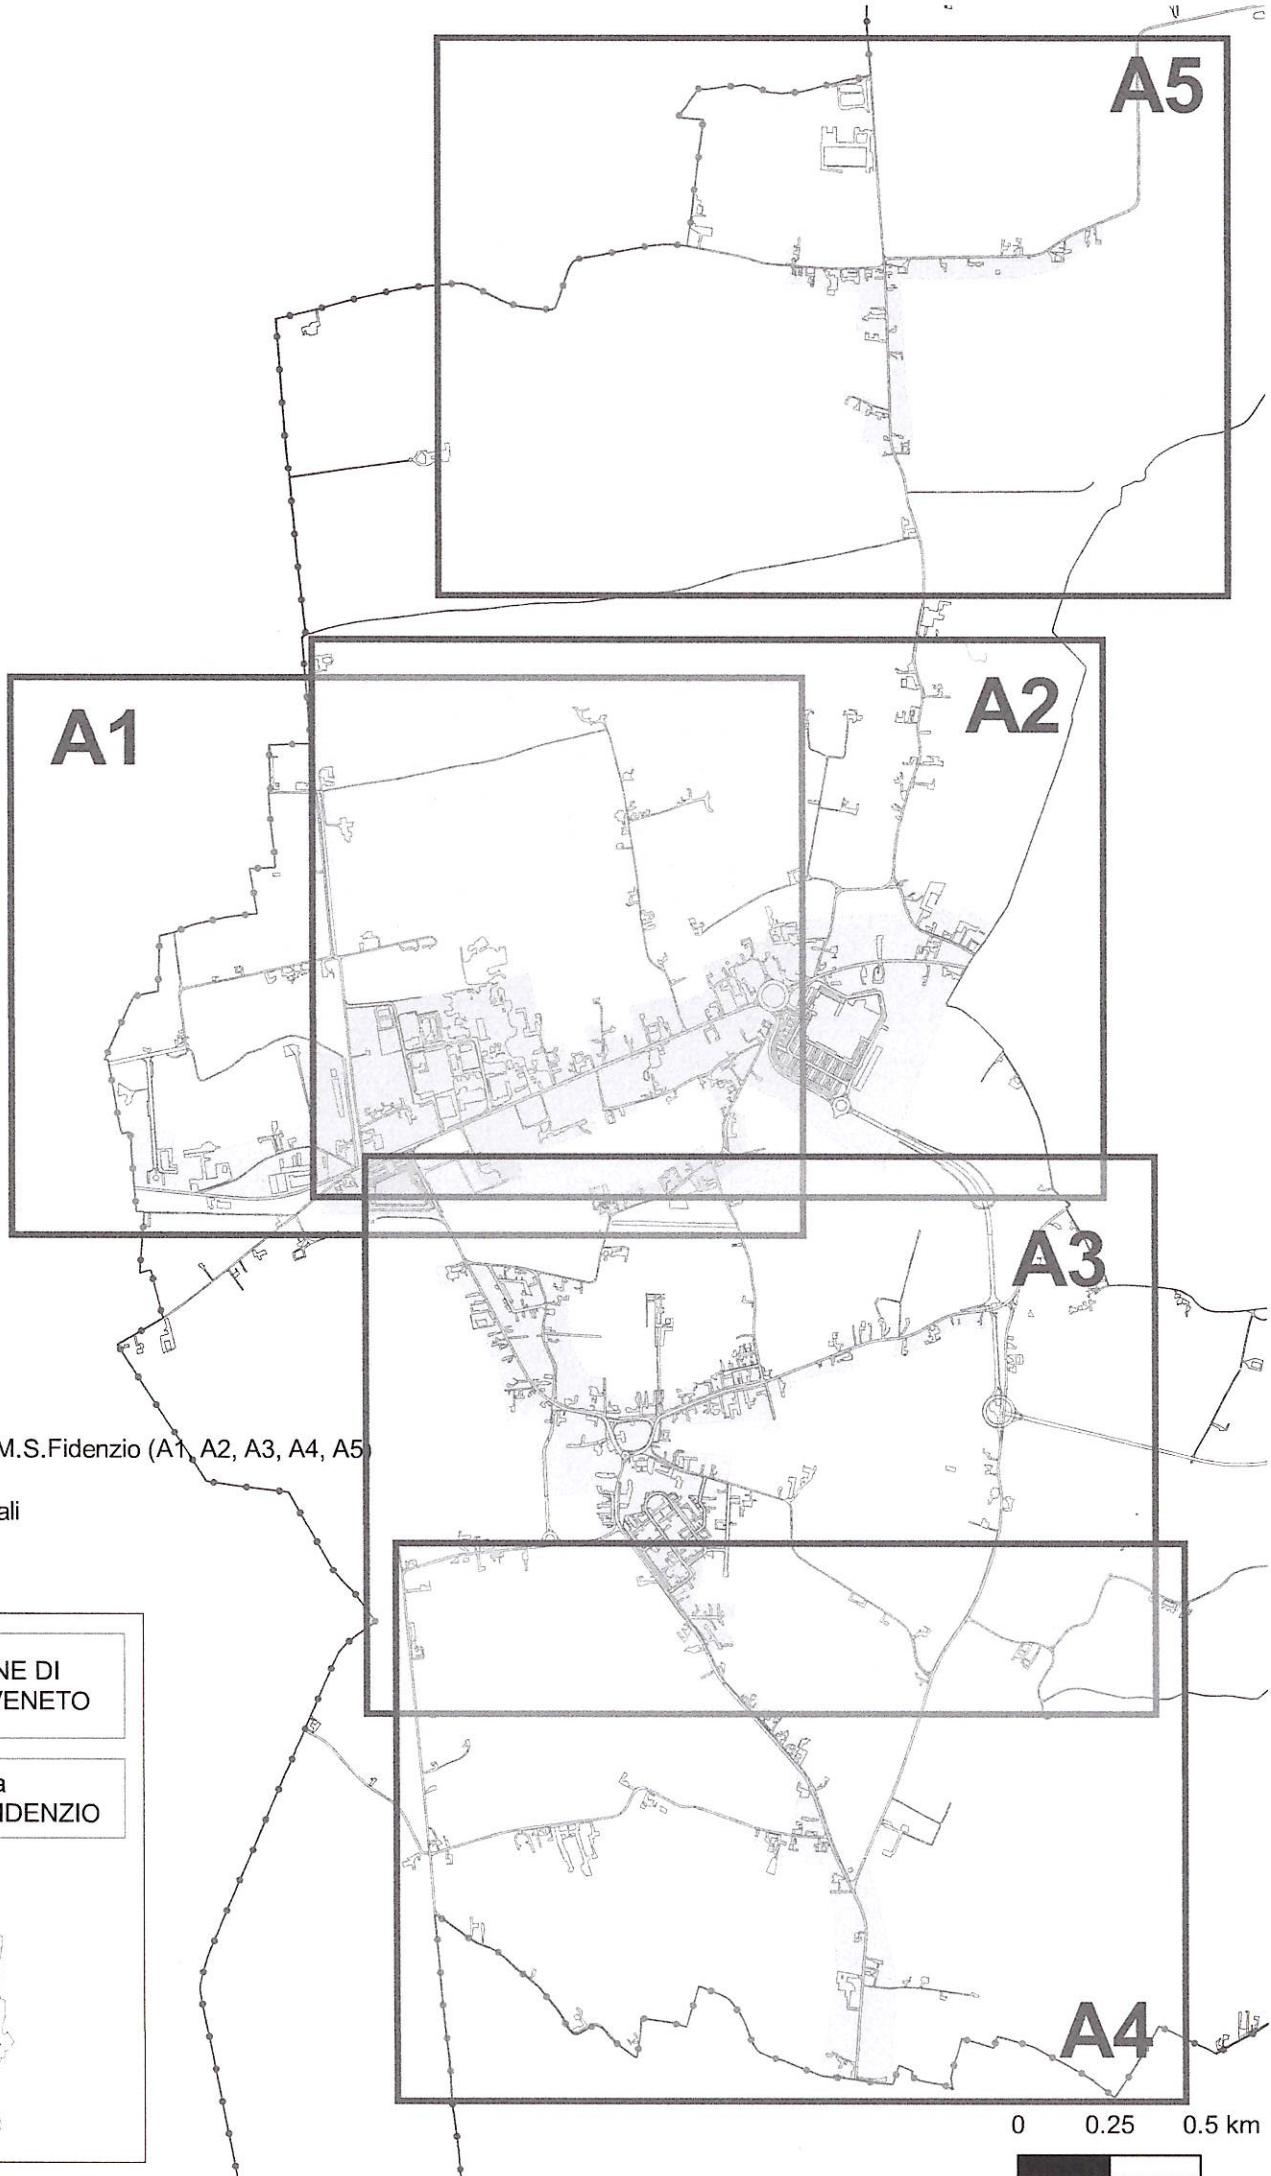 A5
A2
A1
A3
M.S.Fidenzio (A1, A2, A3, A4, A5)
ali
NE DI
VENETO
a
IDENZIO
A4
0 0.25 0.5 km